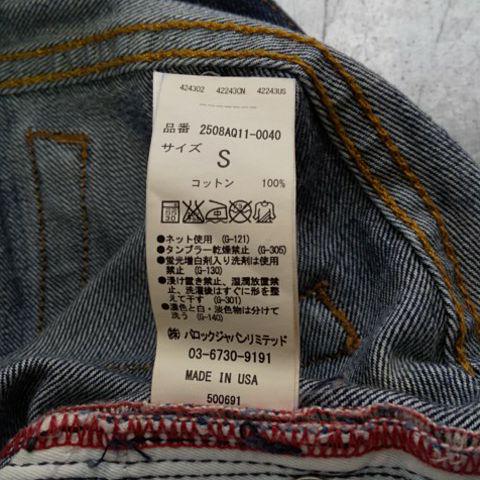 424302 42243CN 42243US
品番 2508AQ11-0040
サイズ S
コットン 100%
●ネット使用 (G-121)
●タンブラー乾燥禁止 (G-305)
●蛍光増白剤入り洗剤は使用
禁止 (G-130)
●浸け置き禁止、湿潤放置禁
止、洗濯後はすぐに形を整
えて干す (G-301)
●濃色と白・淡色物は分けて
洗う (G-140)
㈱バロックジャパンリミテッド
03-6730-9191
MADE IN USA
500691